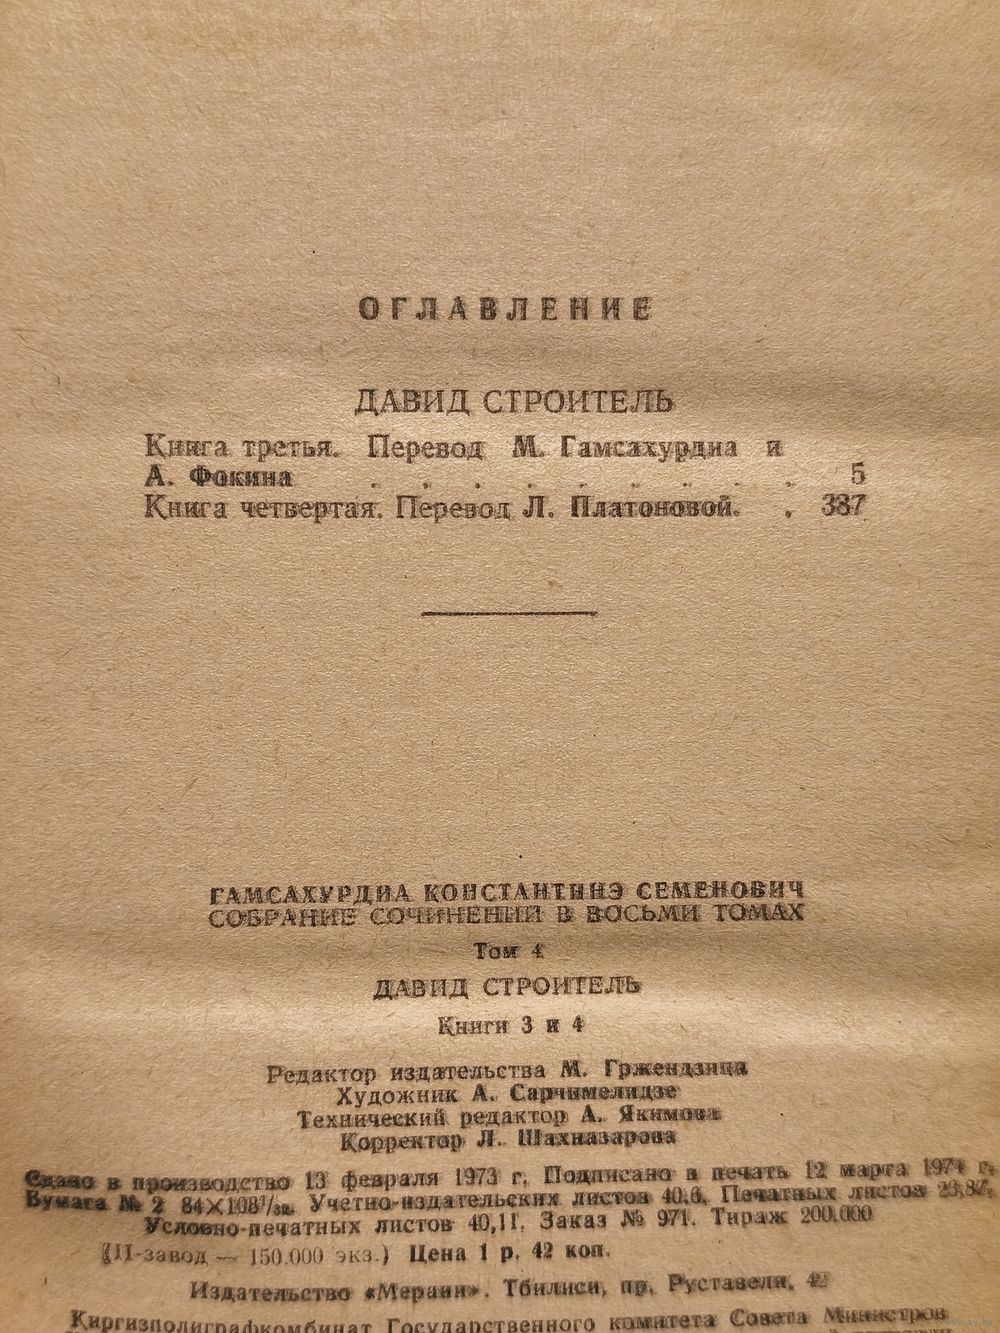 ОГЛАВЛЕНИЕ
ДАВИД СТРОИТЕЛЬ
Книга третья. Перевод М. Гамсахурдиа и
А. Фокина . . . . . . . . . 5
Книга четвертая. Перевод Л. Платоновой. . 387
ГАМСАХУРДИА КОНСТАНТИНЭ СЕМЕНОВИЧ
СОБРАНИЕ СОЧИНЕНИЙ В ВОСЬМИ ТОМАХ
Том 4
ДАВИД СТРОИТЕЛЬ
Книги 3 и 4
Редактор издательства М. Гржендзица
Художник А. Сарчимелидзе
Технический редактор А. Якимова
Корректор Л. Шахназарова
Сдано в производство 13 февраля 1973 г. Подписано в печать 12 марта 1974 г.
Бумага № 2 84×108¹/₃₂. Учетно-издательских листов 40,6. Печатных листов
Условно-печатных листов 40,11. Заказ № 971. Тираж 200.000
(II-завод — 150.000 экз.) Цена 1 р. 42 коп.
Издательство «Мерани». Тбилиси, пр. Руставели, 42
Киргизполиграфкомбинат Государственного комитета Совета Министров
www.ay.by